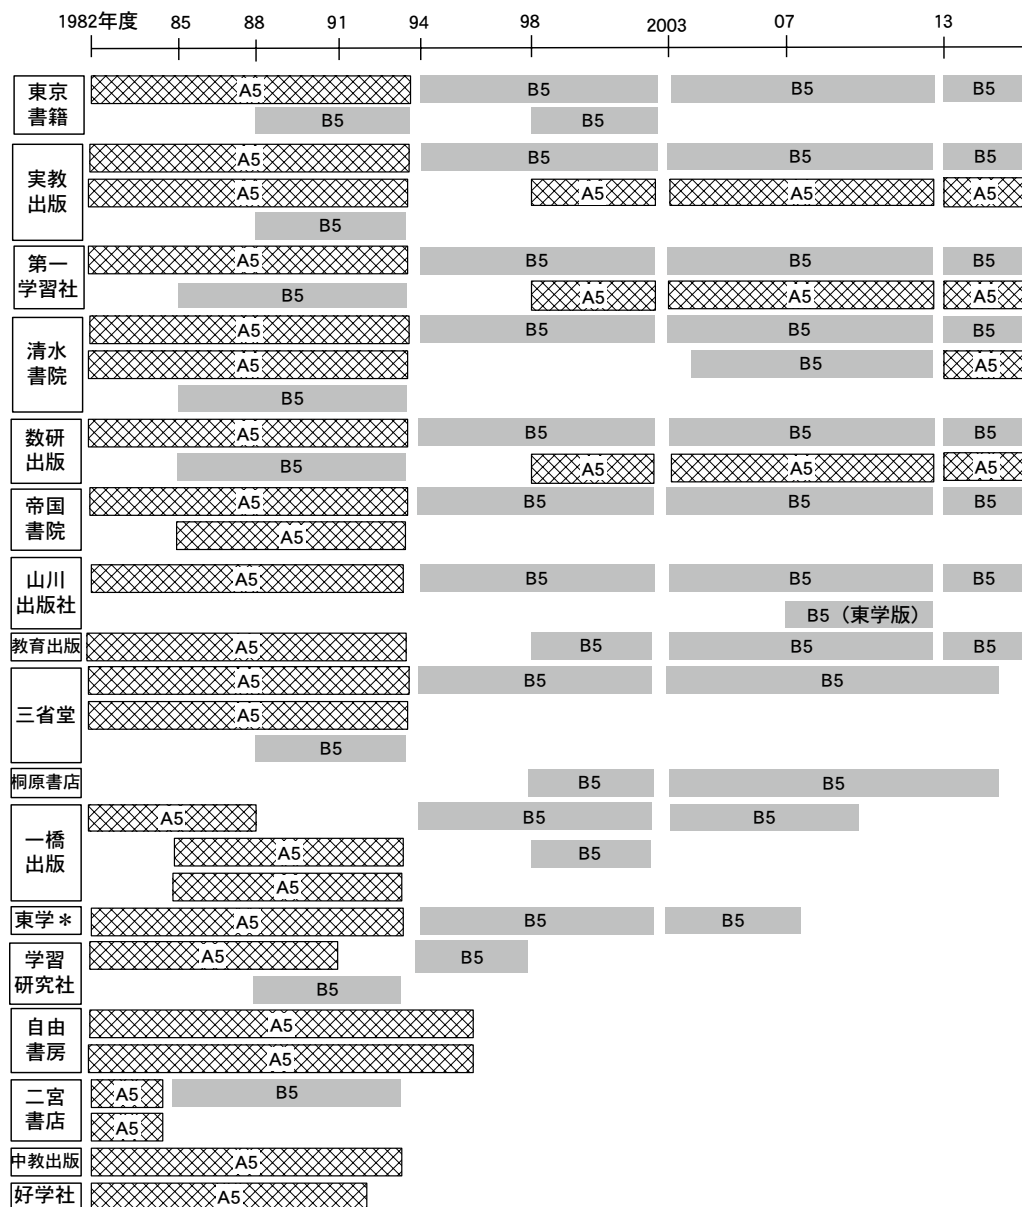 1982年度 85 88 91 94 98 2003 07 13
東京
書籍
A5 B5 B5 B5
B5 B5
実教
出版
A5 B5 B5 B5
A5 A5 A5 A5
B5
第一
学習社
A5 B5 B5 B5
B5 A5 A5 A5
清水
書院
A5 B5 B5 B5
A5 B5 A5
B5
数研
出版
A5 B5 B5 B5
B5 A5 A5 A5
帝国
書院
A5 B5 B5 B5
A5
山川
出版社
A5 B5 B5 B5
B5（東学版）
教育出版 A5 B5 B5 B5
三省堂
A5 B5 B5
A5
B5
桐原書店 B5 B5
一橋
出版
A5 B5 B5
A5 B5
A5
東学＊ A5 B5 B5
学習
研究社
A5 B5
B5
自由
書房
A5
A5
二宮
書店
A5 B5
A5
中教出版 A5
好学社 A5